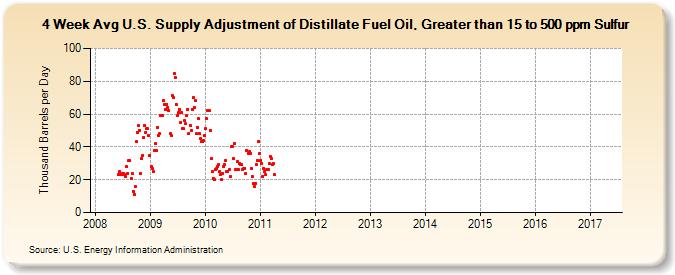 4 Week Avg U.S. Supply Adjustment of Distillate Fuel Oil, Greater than 15 to 500 ppm Sulfur
Thousand Barrels per Day
100
80
60
40
20
0
2008 2009 2010 2011 2012 2013 2014 2015 2016 2017
Source: U.S. Energy Information Administration